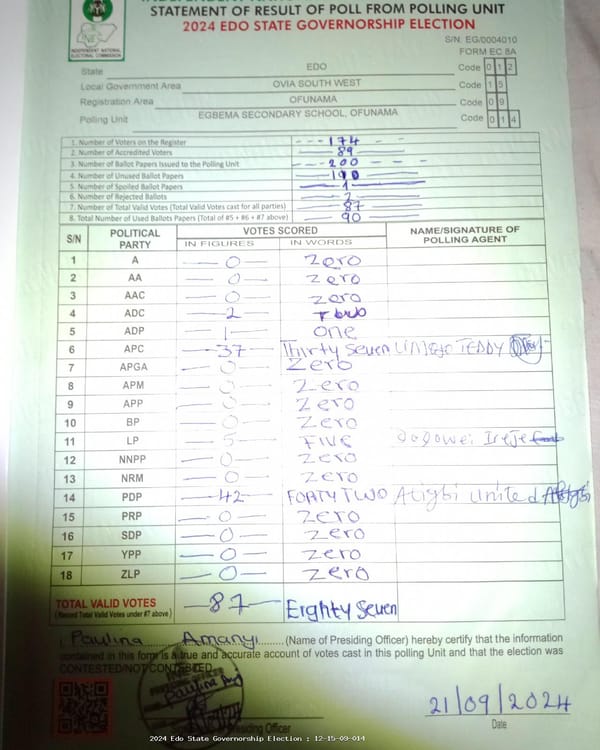 STATEMENT OF RESULT OF POLL FROM POLLING UNIT
2024 EDO STATE GOVERNORSHIP ELECTION
INDEPENDENT NATIONAL ELECTORAL COMMISSION
S/N. EG/0004010
FORM EC 8A
State EDO Code 0 1 2
Local Government Area OVIA SOUTH WEST Code 1 5
Registration Area OFUNAMA Code 0 9
Polling Unit EGBEMA SECONDARY SCHOOL, OFUNAMA Code 0 1 4
1. Number of Voters on the Register 174
2. Number of Accredited Voters 89
3. Number of Ballot Papers Issued to the Polling Unit 200
4. Number of Unused Ballot Papers 110
5. Number of Spoiled Ballot Papers 1
6. Number of Rejected Ballots 2
7. Number of Total Valid Votes (Total Valid Votes cast for all parties) 87
8. Total Number of Used Ballots Papers (Total of #5 + #6 + #7 above) 90
S/N POLITICAL PARTY VOTES SCORED NAME/SIGNATURE OF POLLING AGENT
IN FIGURES IN WORDS
1 A 0 Zero
2 AA 0 Zero
3 AAC 0 Zero
4 ADC 2 Two
5 ADP 1 One
6 APC 37 Thirty Seven TEDDY
7 APGA 0 Zero
8 APM 0 Zero
9 APP 0 Zero
10 BP 0 Zero
11 LP 5 FIVE
12 NNPP 0 Zero
13 NRM 0 Zero
14 PDP 42 FORTY TWO Atigbi United
15 PRP 0 Zero
16 SDP 0 Zero
17 YPP 0 Zero
18 ZLP 0 Zero
TOTAL VALID VOTES 87 Eighty Seven
(Record Total Valid Votes under #7 above)
I, Paulina Amanyi (Name of Presiding Officer) hereby certify that the information
contained in this form is a true and accurate account of votes cast in this polling Unit and that the election was
CONTESTED/NOT CONTESTED
21/09/2024
Presiding Officer Date
2024 Edo State Governorship Election : 12-15-09-014